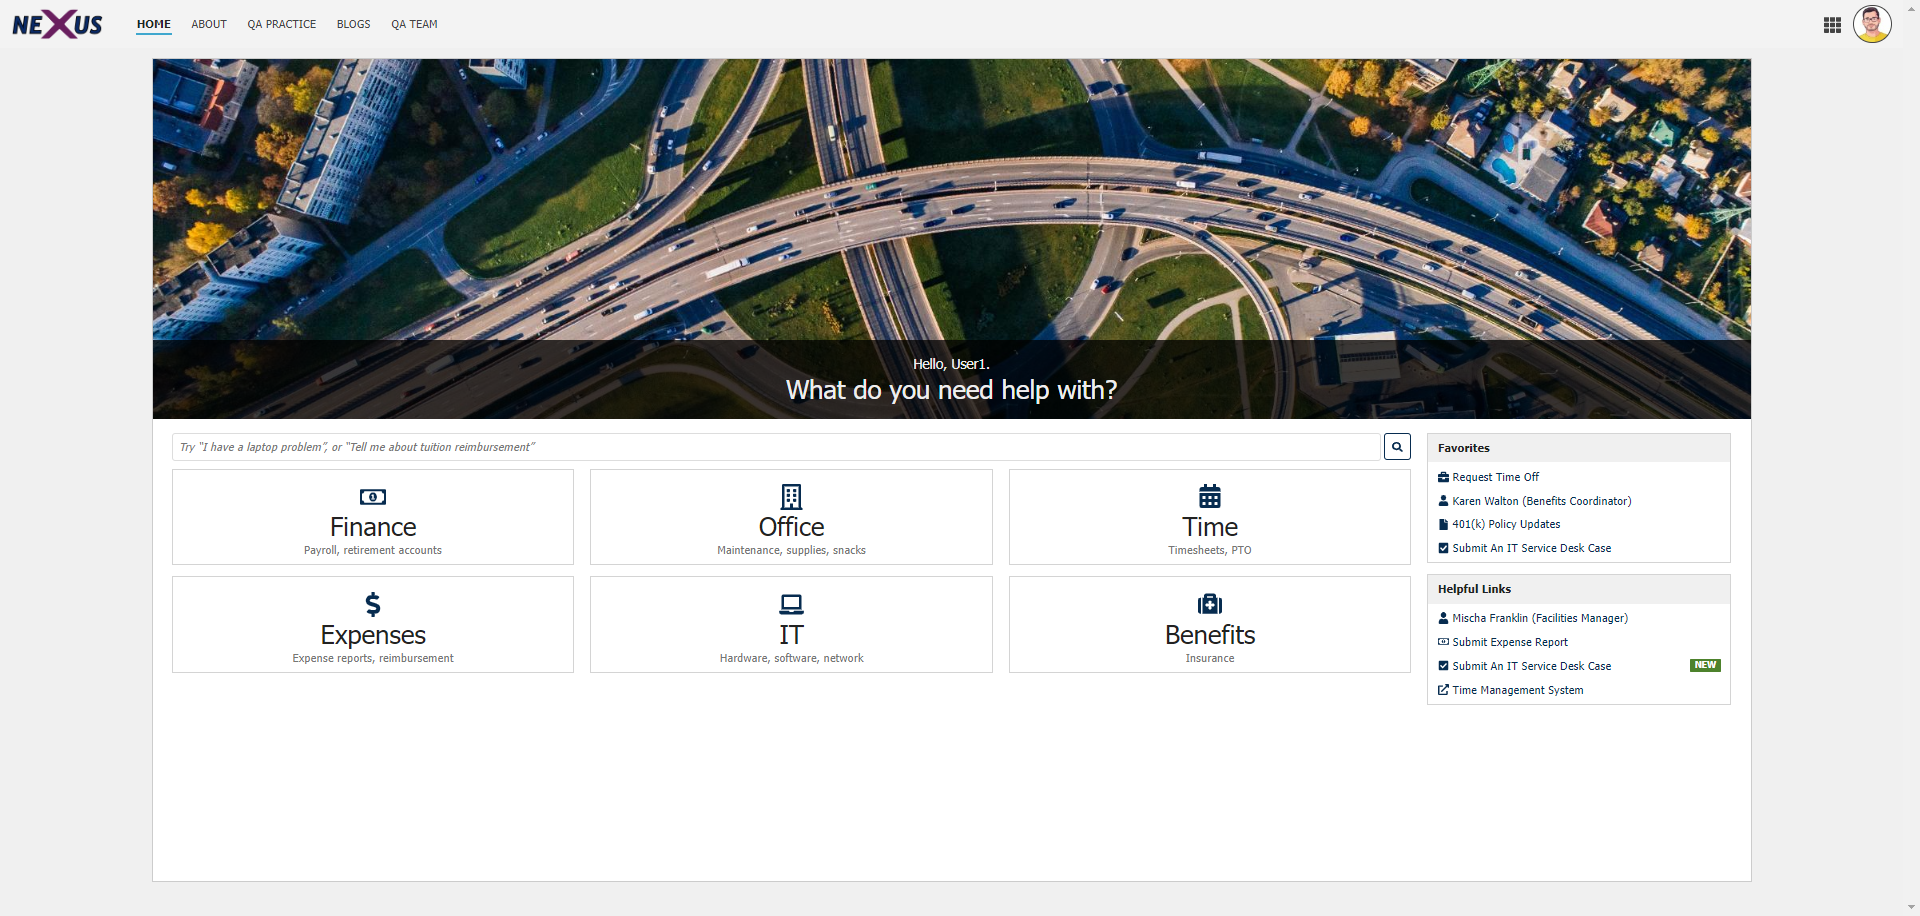 NEXUS
HOME ABOUT QA PRACTICE BLOGS QA TEAM
Hello, User1.
What do you need help with?
Try "I have a laptop problem", or "Tell me about tuition reimbursement"
Finance
Payroll, retirement accounts
Office
Maintenance, supplies, snacks
Time
Timesheets, PTO
Expenses
Expense reports, reimbursement
IT
Hardware, software, network
Benefits
Insurance
Favorites
Request Time Off
Karen Walton (Benefits Coordinator)
401(k) Policy Updates
Submit An IT Service Desk Case
Helpful Links
Mischa Franklin (Facilities Manager)
Submit Expense Report
Submit An IT Service Desk Case NEW
Time Management System